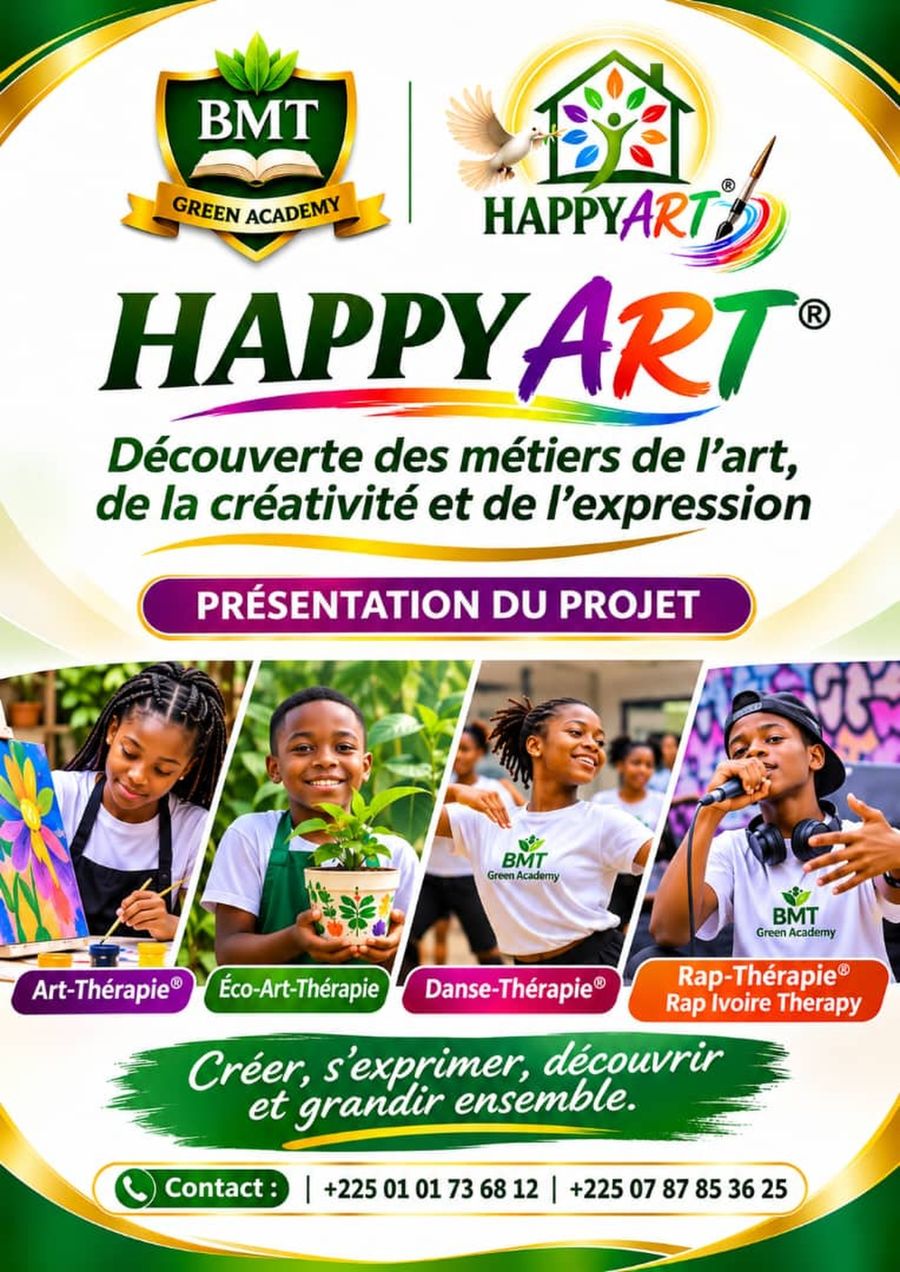 BMT
GREEN ACADEMY
HAPPYART®
HAPPY ART®
Découverte des métiers de l'art,
de la créativité et de l'expression
PRÉSENTATION DU PROJET
BMT
Green Academy
BMT
Green Academy
Art-Thérapie®
Éco-Art-Thérapie
Danse-Thérapie®
Rap-Thérapie®
Rap Ivoire Therapy
Créer, s'exprimer, découvrir
et grandir ensemble.
Contact : | +225 01 01 73 68 12 | +225 07 87 85 36 25